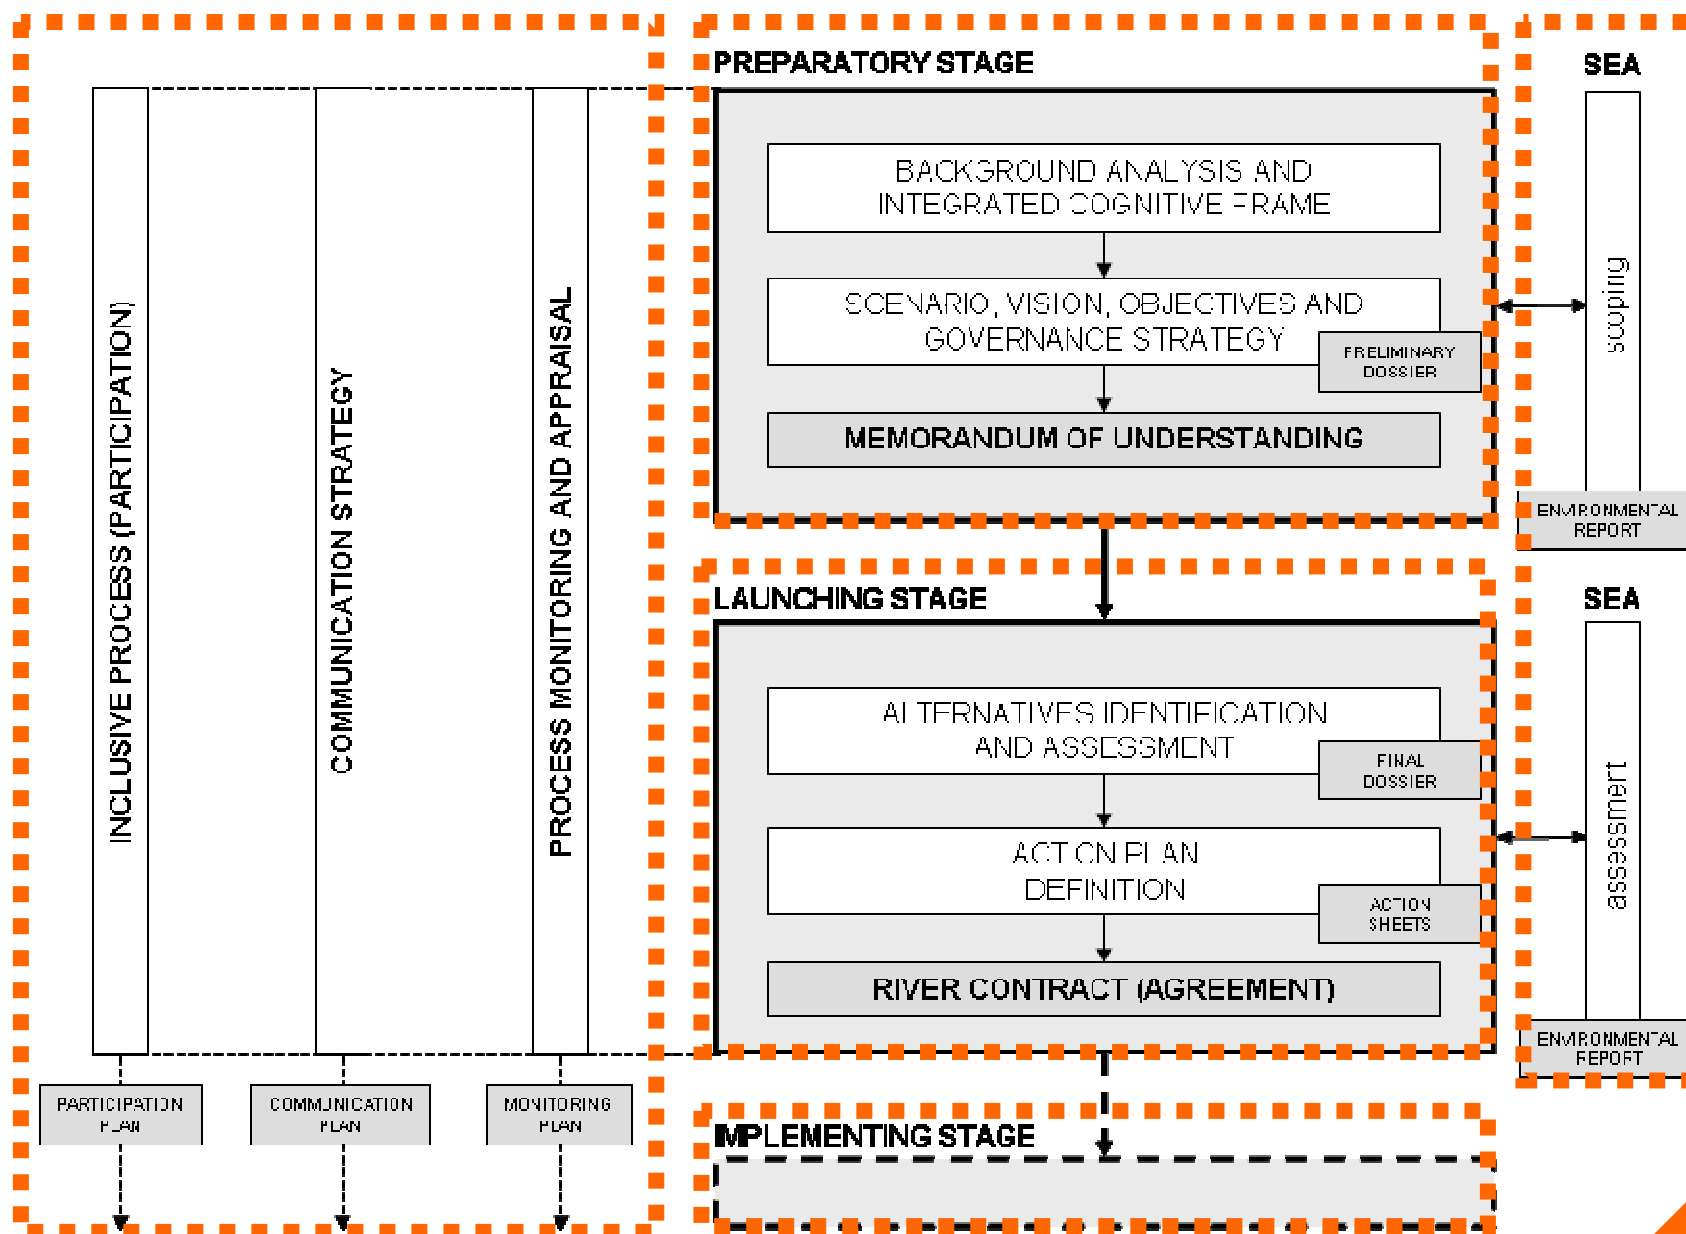 PREPARATORY STAGE
BACKGROUND ANALYSIS AND
INTEGRATED COGNITIVE FRAME
SCENARIO, VISION, OBJECTIVES AND
GOVERNANCE STRATEGY
PRELIMINARY
DOSSIER
MEMORANDUM OF UNDERSTANDING
SEA
scoping
ENVIRONMENTAL
REPORT
INCLUSIVE PROCESS (PARTICIPATION)
COMMUNICATION STRATEGY
PROCESS MONITORING AND APPRAISAL
LAUNCHING STAGE
ALTERNATIVES IDENTIFICATION
AND ASSESSMENT
FINAL
DOSSIER
ACTION PLAN
DEFINITION
ACTION
SHEETS
RIVER CONTRACT (AGREEMENT)
SEA
assessment
ENVIRONMENTAL
REPORT
PARTICIPATION
PLAN
COMMUNICATION
PLAN
MONITORING
PLAN
IMPLEMENTING STAGE